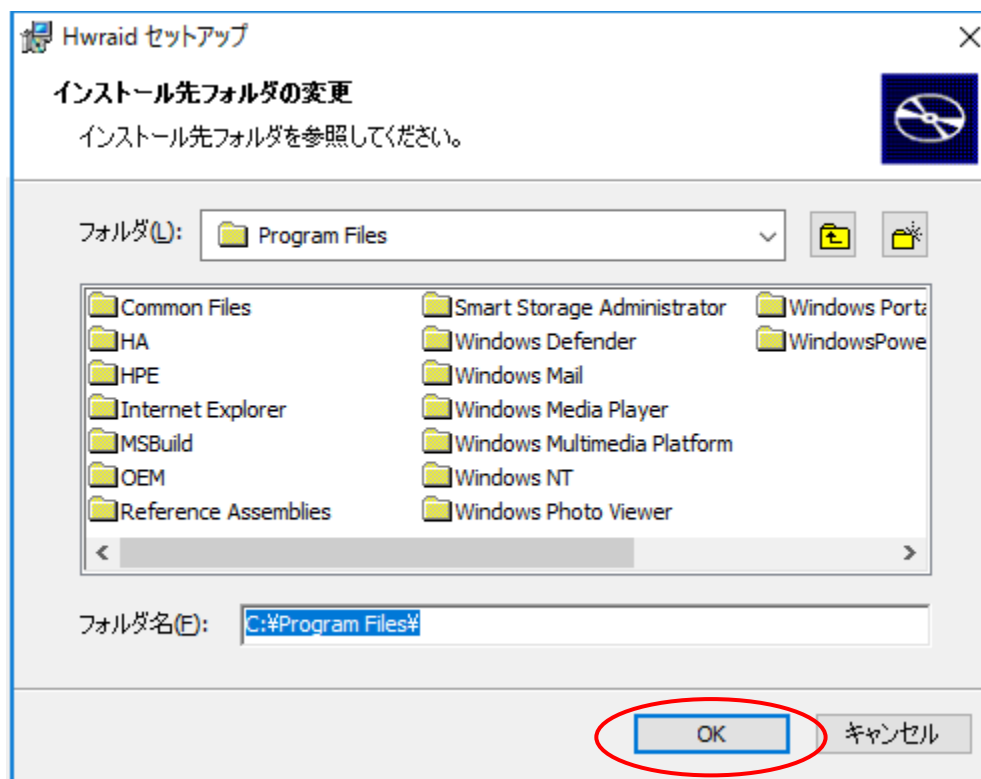 Hwraid セットアップ
インストール先フォルダの変更
インストール先フォルダを参照してください。
フォルダ(L): Program Files
Common Files Smart Storage Administrator Windows Porta
HA Windows Defender WindowsPowe
HPE Windows Mail
Internet Explorer Windows Media Player
MSBuild Windows Multimedia Platform
OEM Windows NT
Reference Assemblies Windows Photo Viewer
フォルダ名(F): C:¥Program Files¥
OK キャンセル